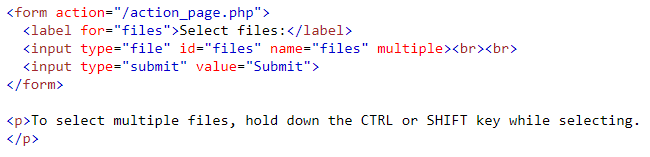 <form action="/action_page.php">
  <label for="files">Select files:</label>
  <input type="file" id="files" name="files" multiple><br><br>
  <input type="submit" value="Submit">
</form>

<p>To select multiple files, hold down the CTRL or SHIFT key while selecting.
</p>